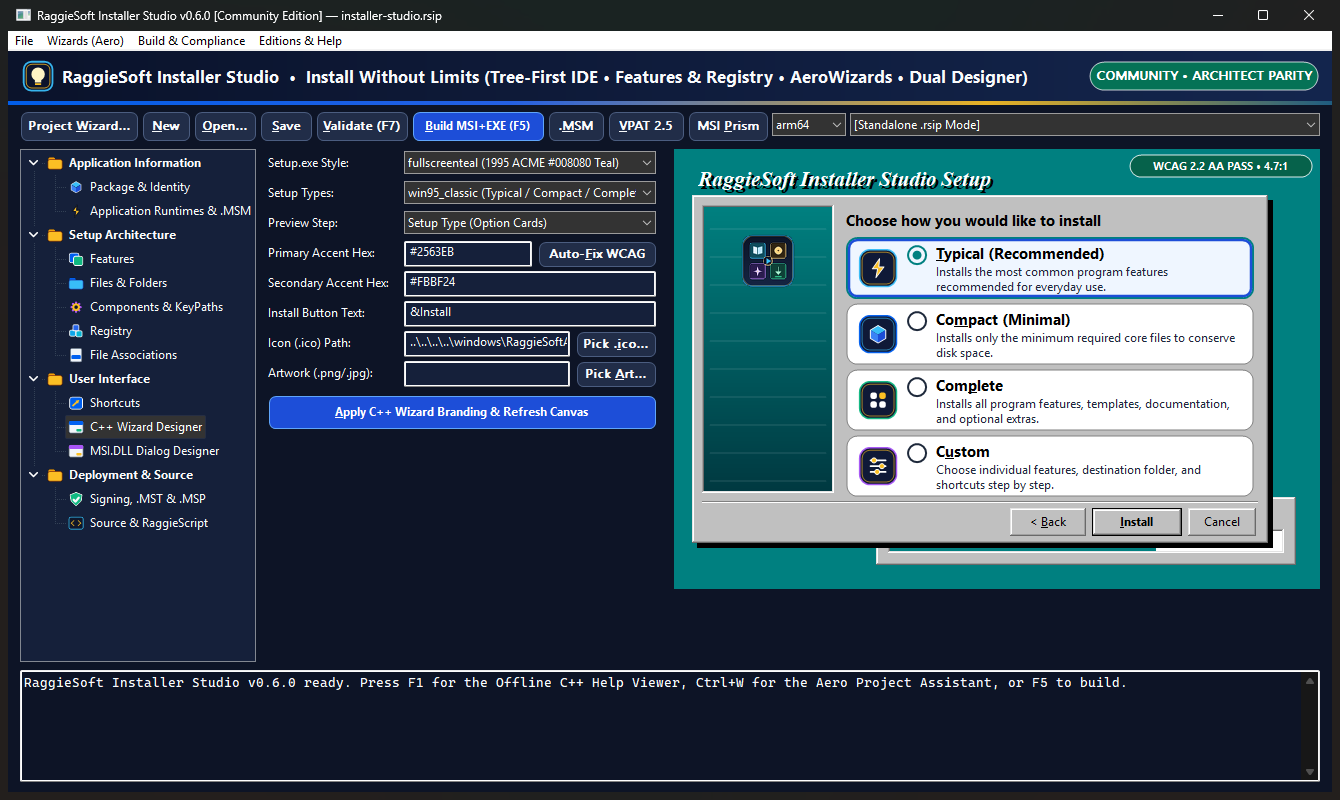 RaggieSoft Installer Studio v0.6.0 [Community Edition] — installer-studio.rsip
File Wizards (Aero) Build & Compliance Editions & Help
RaggieSoft Installer Studio • Install Without Limits (Tree-First IDE • Features & Registry • AeroWizards • Dual Designer)
COMMUNITY • ARCHITECT PARITY
Project Wizard... New Open... Save Validate (F7) Build MSI+EXE (F5) .MSM VPAT 2.5 MSI Prism arm64 [Standalone .rsip Mode]
Application Information
Package & Identity
Application Runtimes & .MSM
Setup Architecture
Features
Files & Folders
Components & KeyPaths
Registry
File Associations
User Interface
Shortcuts
C++ Wizard Designer
MSI.DLL Dialog Designer
Deployment & Source
Signing, .MST & .MSP
Source & RaggieScript
Setup.exe Style: fullscreenteal (1995 ACME #008080 Teal)
Setup Types: win95_classic (Typical / Compact / Comple
Preview Step: Setup Type (Option Cards)
Primary Accent Hex: #2563EB Auto-Fix WCAG
Secondary Accent Hex: #FBBF24
Install Button Text: &Install
Icon (.ico) Path: ..\..\..\..\windows\RaggieSoft Pick .ico...
Artwork (.png/.jpg): Pick Art...
Apply C++ Wizard Branding & Refresh Canvas
WCAG 2.2 AA PASS • 4.7:1
RaggieSoft Installer Studio Setup
Choose how you would like to install
Typical (Recommended)
Installs the most common program features
recommended for everyday use.
Compact (Minimal)
Installs only the minimum required core files to conserve
disk space.
Complete
Installs all program features, templates, documentation,
and optional extras.
Custom
Choose individual features, destination folder, and
shortcuts step by step.
< Back Install Cancel
RaggieSoft Installer Studio v0.6.0 ready. Press F1 for the Offline C++ Help Viewer, Ctrl+W for the Aero Project Assistant, or F5 to build.